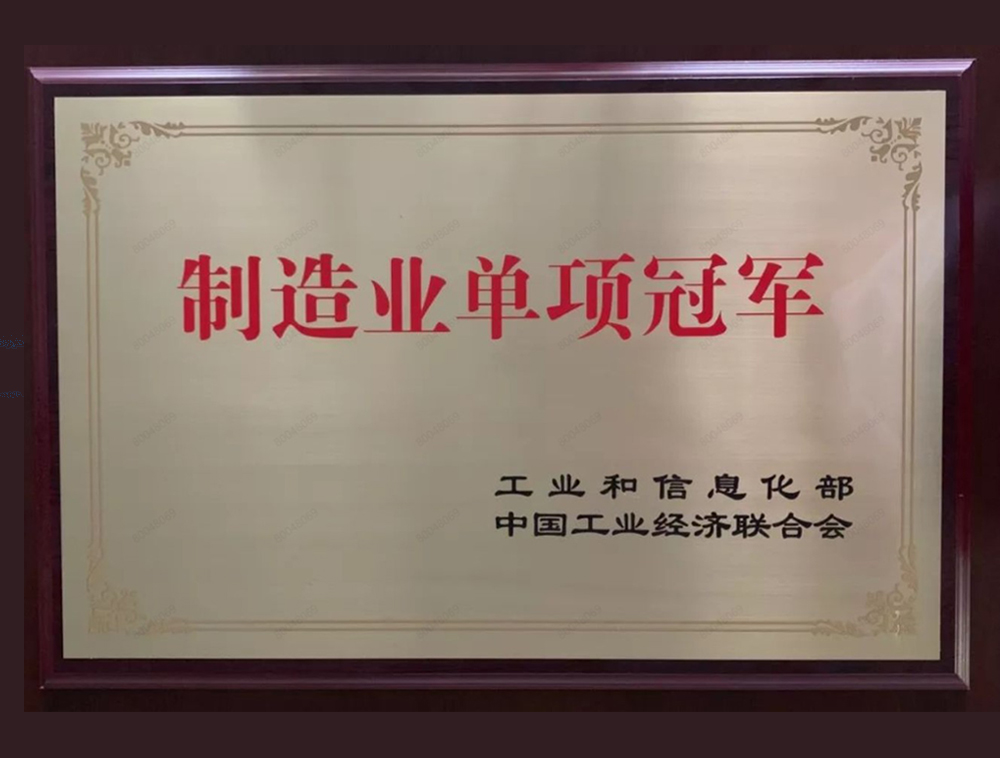 制造业单项冠军
工业和信息化部
中国工业经济联合会